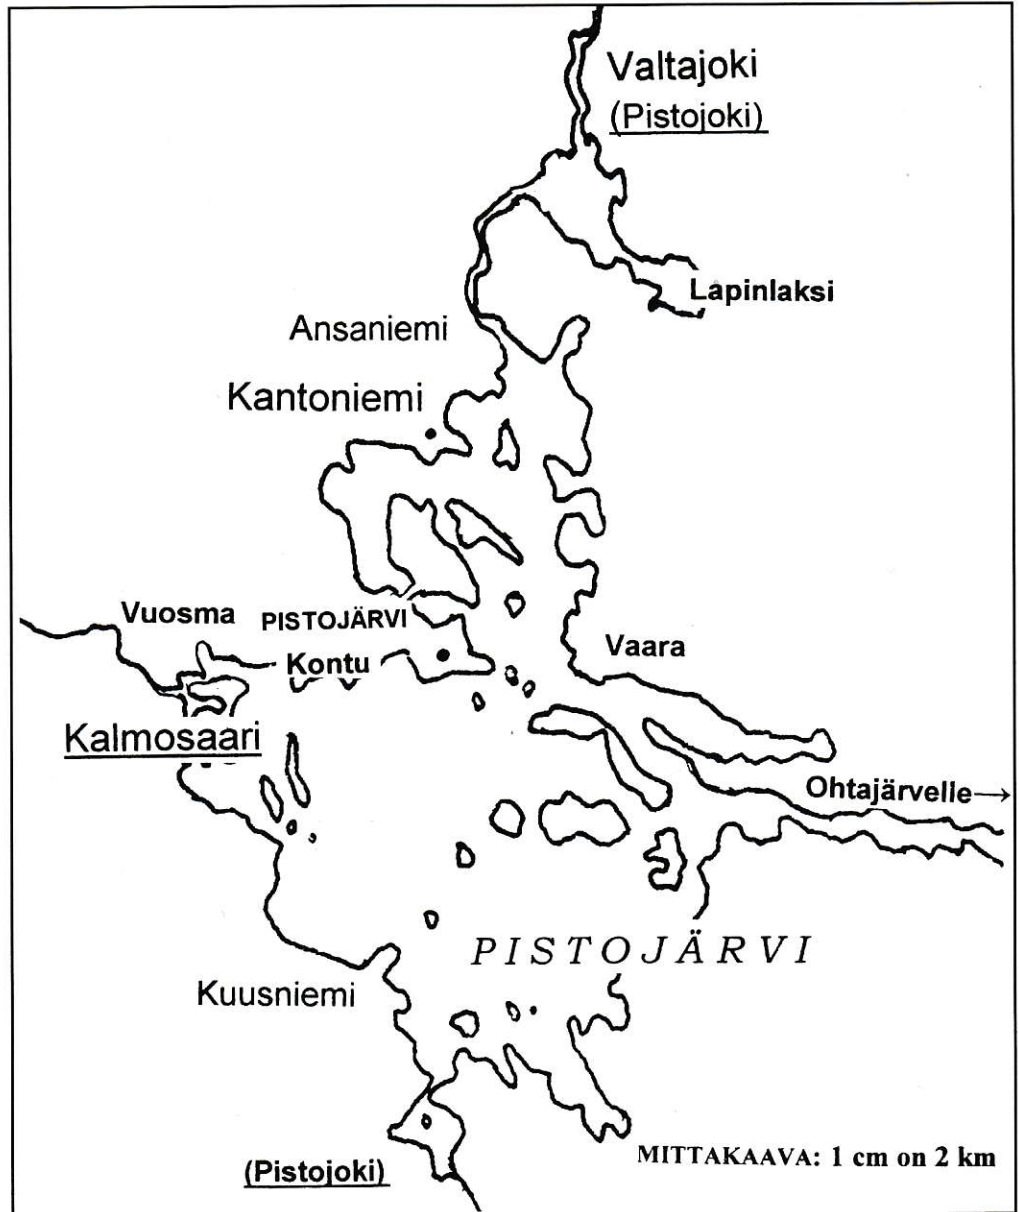 Valtajoki
(Pistojoki)
Lapinlaksi
Ansaniemi
Kantoniemi
Vuosma
PISTOJÄRVI
Kontu
Vaara
Kalmosaari
Ohtajärvelle→
PISTOJÄRVI
Kuusniemi
MITTAKAAVA: 1 cm on 2 km
(Pistojoki)